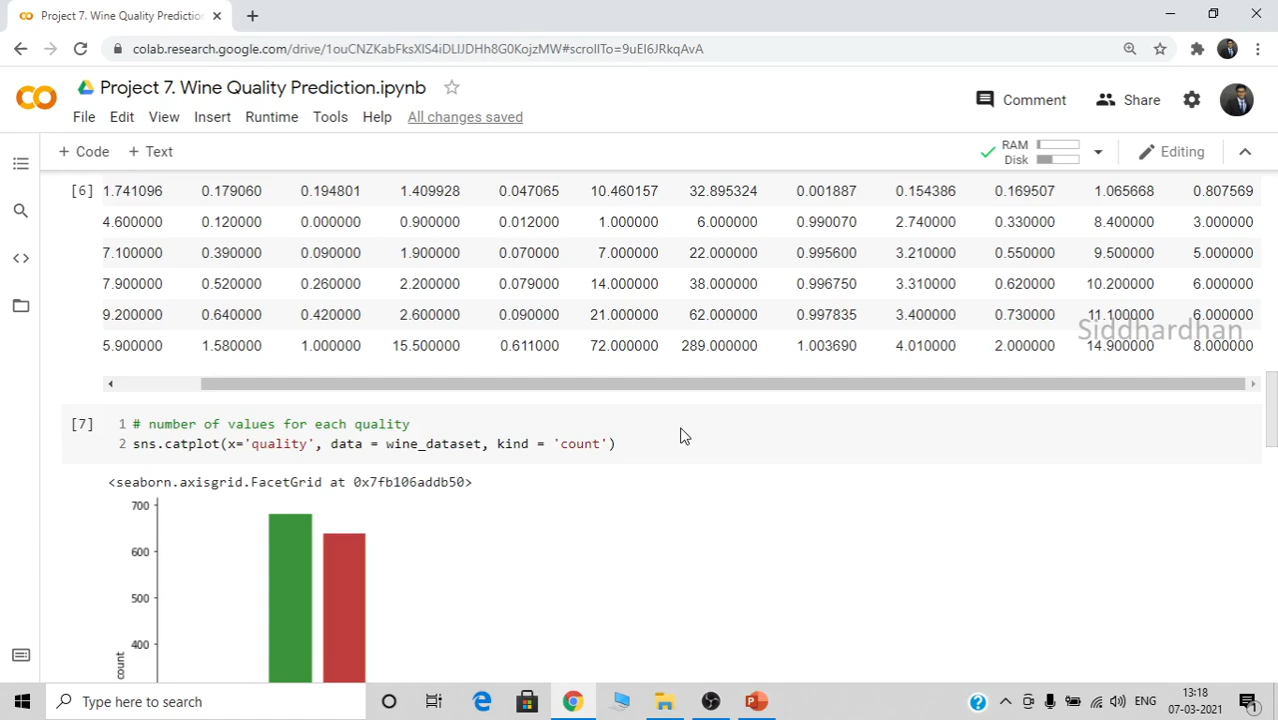 Project 7. Wine Quality Predictio
colab.research.google.com/drive/1ouCNZKabFksXIS4iDLIJDHh8G0KojzMW#scrollTo=9uEI6JRkqAvA
Project 7. Wine Quality Prediction.ipynb
Comment
Share
File Edit View Insert Runtime Tools Help All changes saved
+ Code + Text
RAM
Disk
Editing
[6] 1.741096 0.179060 0.194801 1.409928 0.047065 10.460157 32.895324 0.001887 0.154386 0.169507 1.065668 0.807569
4.600000 0.120000 0.000000 0.900000 0.012000 1.000000 6.000000 0.990070 2.740000 0.330000 8.400000 3.000000
7.100000 0.390000 0.090000 1.900000 0.070000 7.000000 22.000000 0.995600 3.210000 0.550000 9.500000 5.000000
7.900000 0.520000 0.260000 2.200000 0.079000 14.000000 38.000000 0.996750 3.310000 0.620000 10.200000 6.000000
9.200000 0.640000 0.420000 2.600000 0.090000 21.000000 62.000000 0.997835 3.400000 0.730000 11.100000 6.000000
Siddhardhan
5.900000 1.580000 1.000000 15.500000 0.611000 72.000000 289.000000 1.003690 4.010000 2.000000 14.900000 8.000000
[7] 1 # number of values for each quality
2 sns.catplot(x='quality', data = wine_dataset, kind = 'count')
<seaborn.axisgrid.FacetGrid at 0x7fb106addb50>
700
600
500
400
count
Type here to search
ENG
13:18
07-03-2021
1